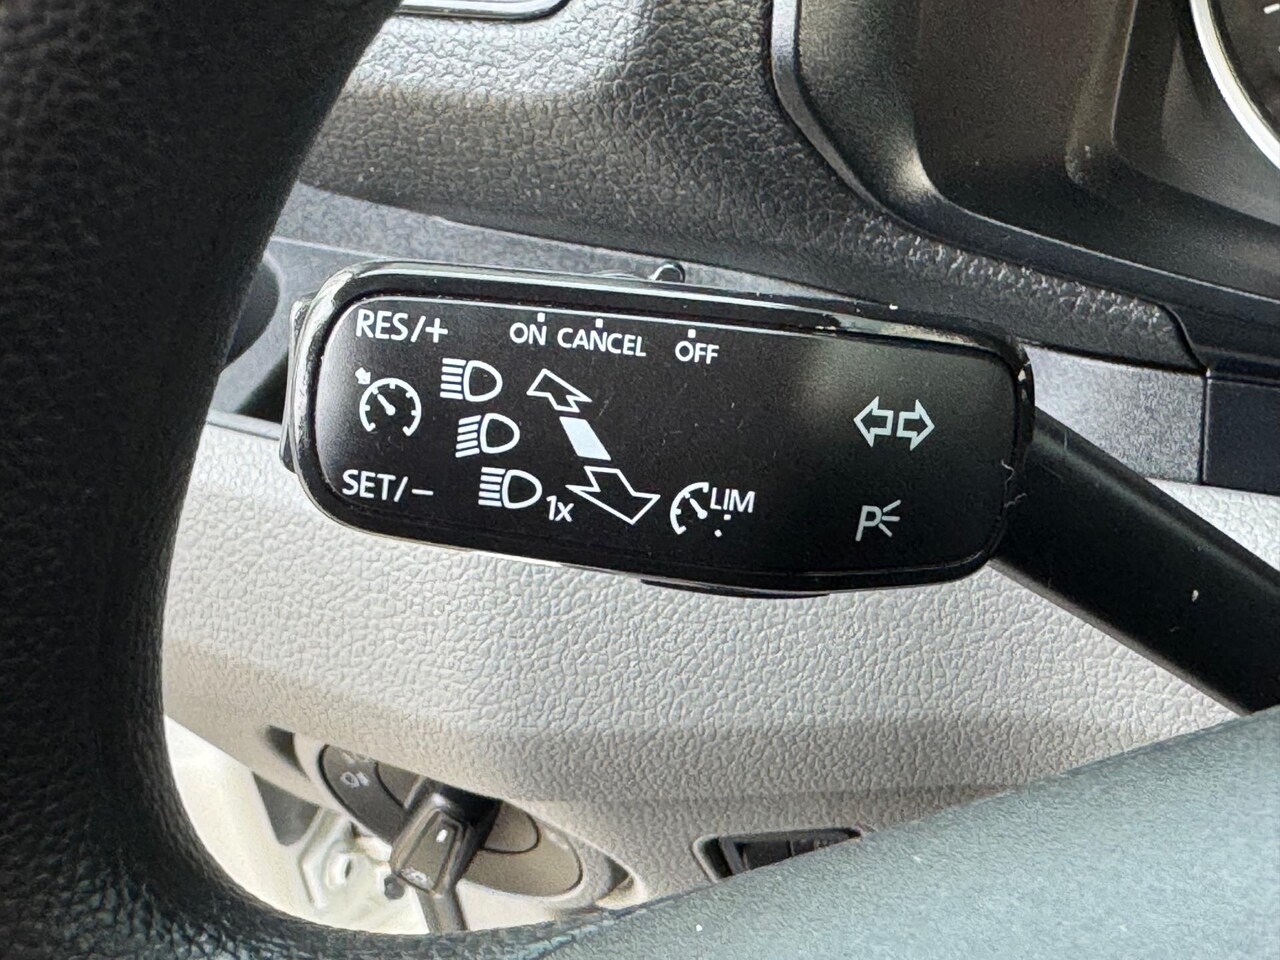 RES/+
ON CANCEL OFF
SET/−
1x
LIM
P